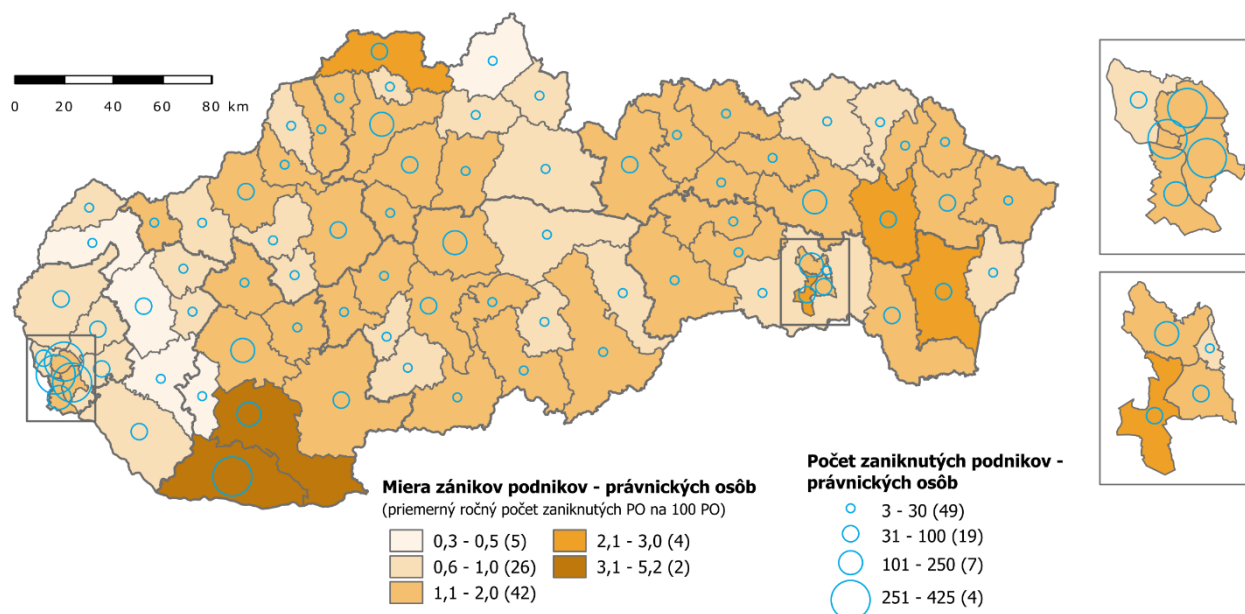 0 20 40 60 80 km
Miera zánikov podnikov - právnických osôb
(priemerný ročný počet zaniknutých PO na 100 PO)
0,3 - 0,5 (5)
0,6 - 1,0 (26)
1,1 - 2,0 (42)
2,1 - 3,0 (4)
3,1 - 5,2 (2)
Počet zaniknutých podnikov -
právnických osôb
3 - 30 (49)
31 - 100 (19)
101 - 250 (7)
251 - 425 (4)